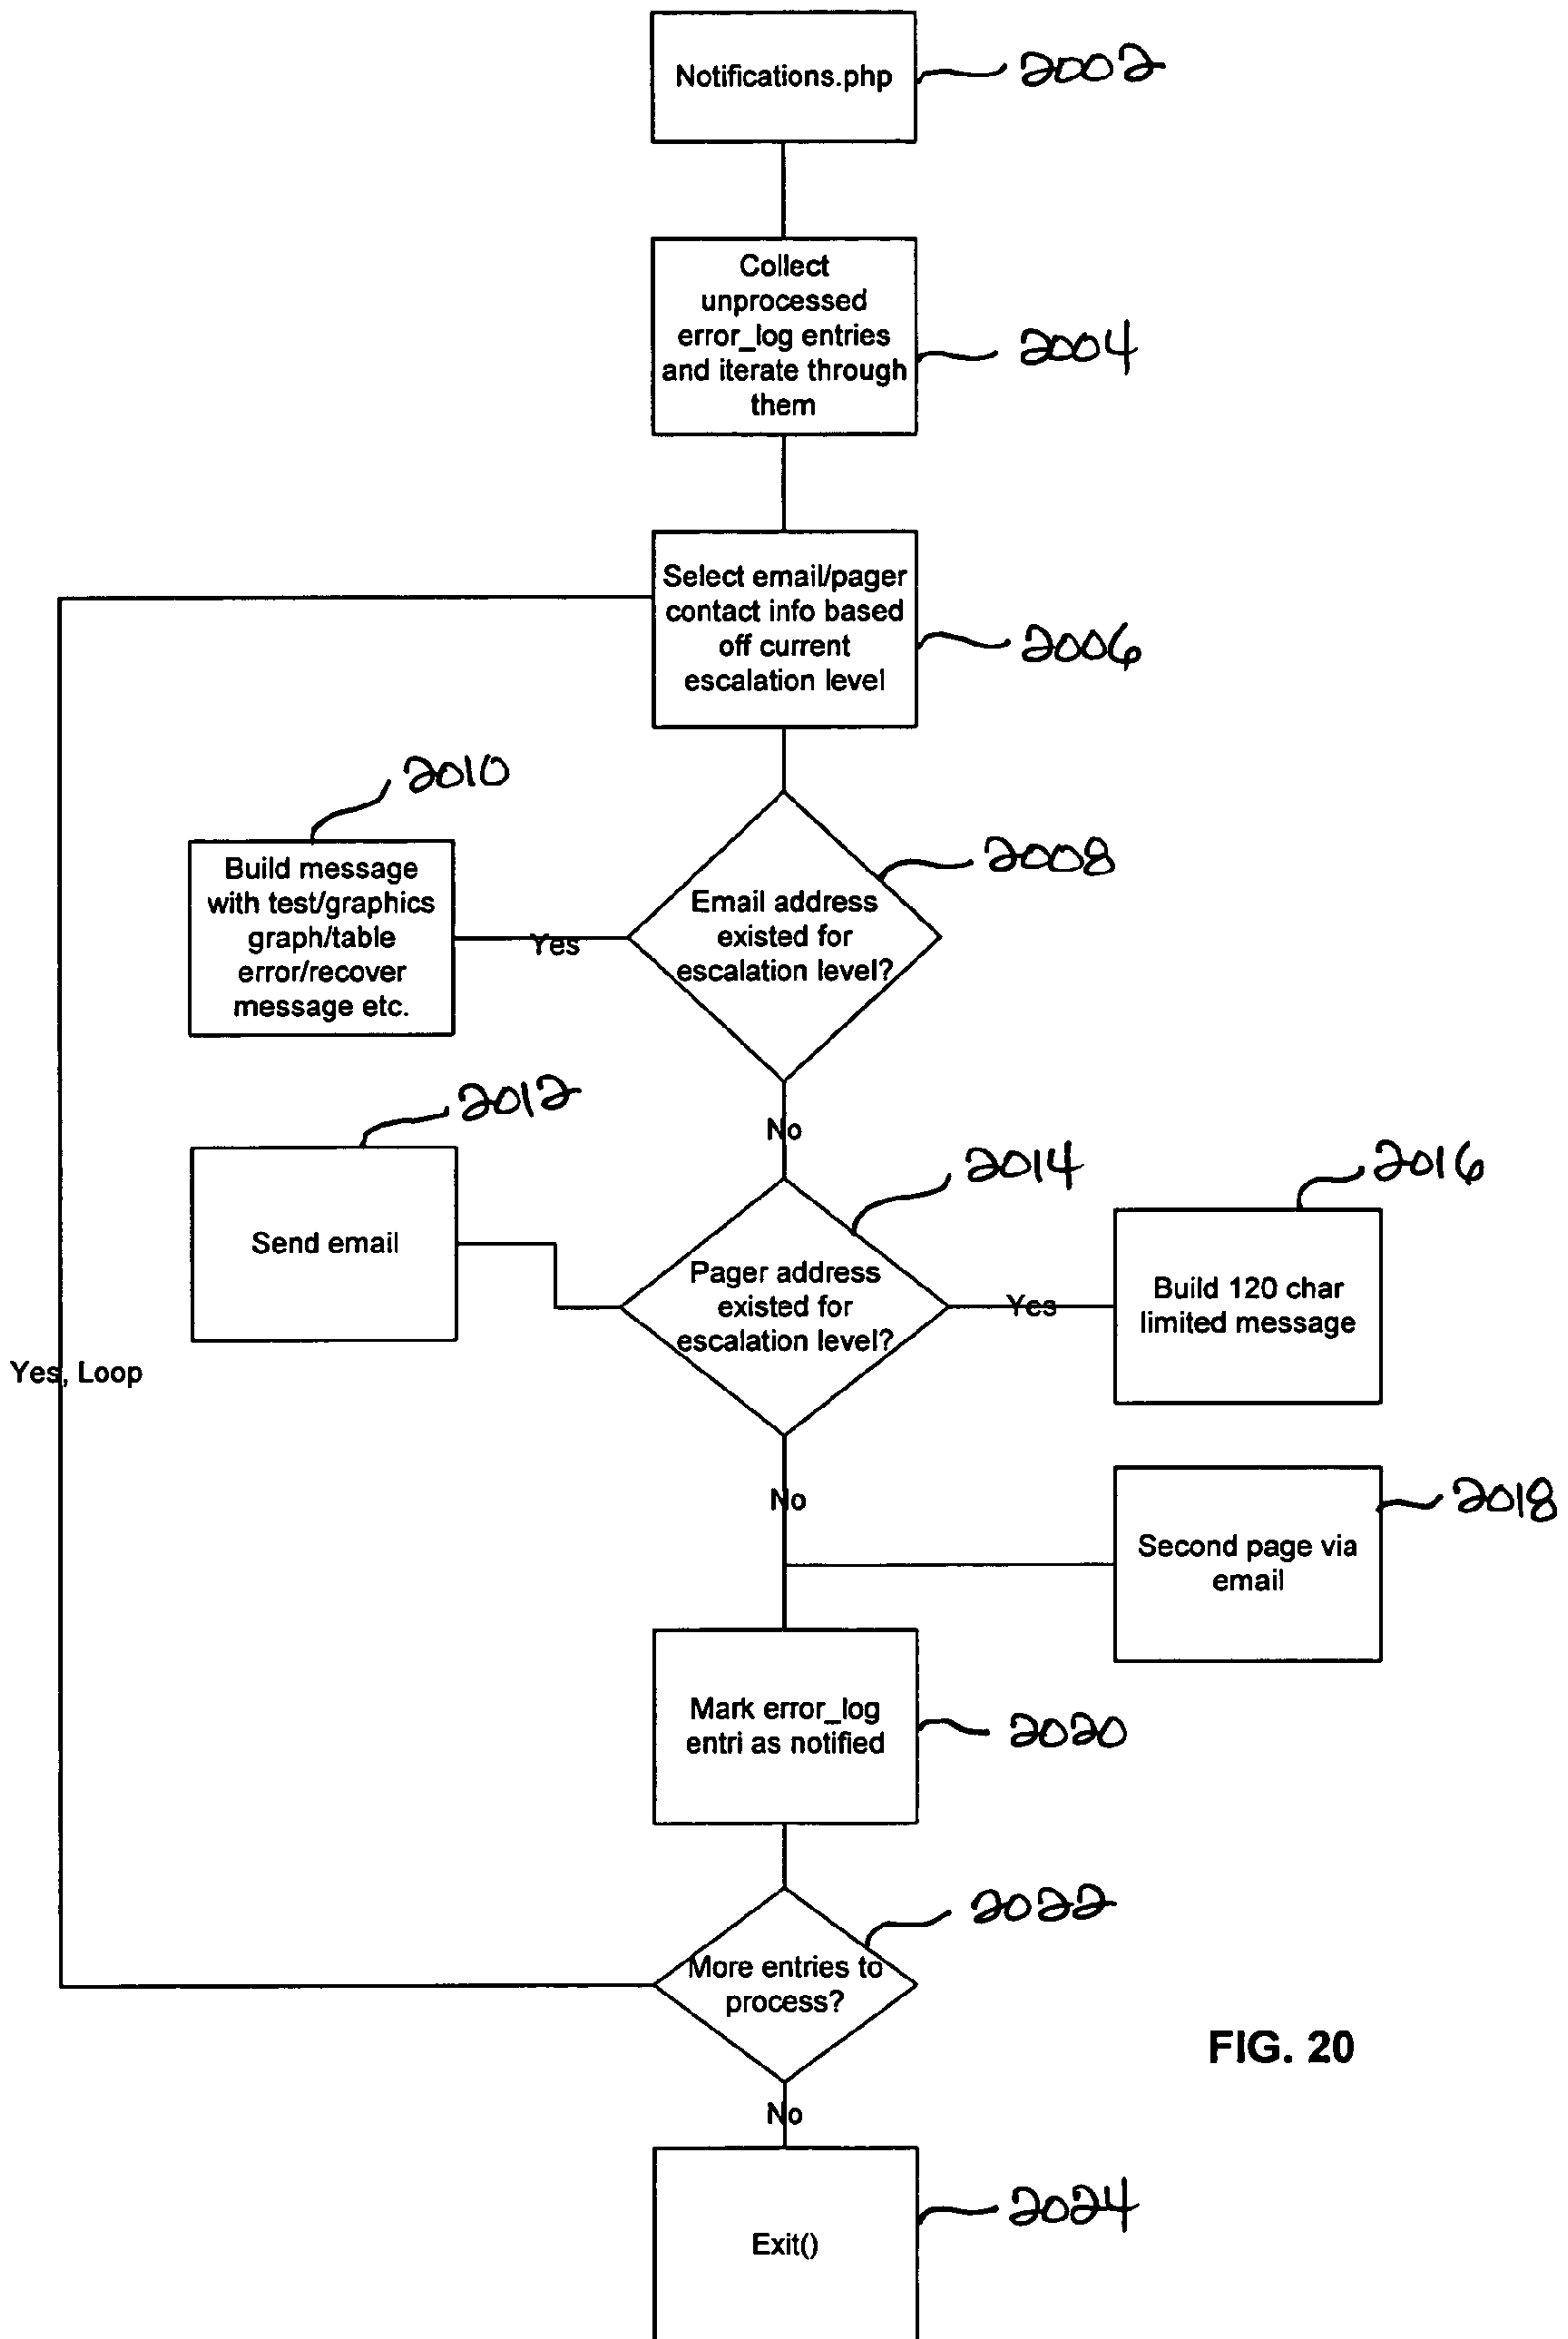 Notifications.php
2002
Collect
unprocessed
error_log entries
and iterate through
them
2004
Select email/pager
contact info based
off current
escalation level
2006
2010
Build message
with test/graphics
graph/table
error/recover
message etc.
Yes
Email address
existed for
escalation level?
2008
No
2012
Send email
2014
Pager address
existed for
escalation level?
Yes
2016
Build 120 char
limited message
Yes, Loop
No
2018
Second page via
email
Mark error_log
entri as notified
2020
2022
More entries to
process?
FIG. 20
No
Exit()
2024